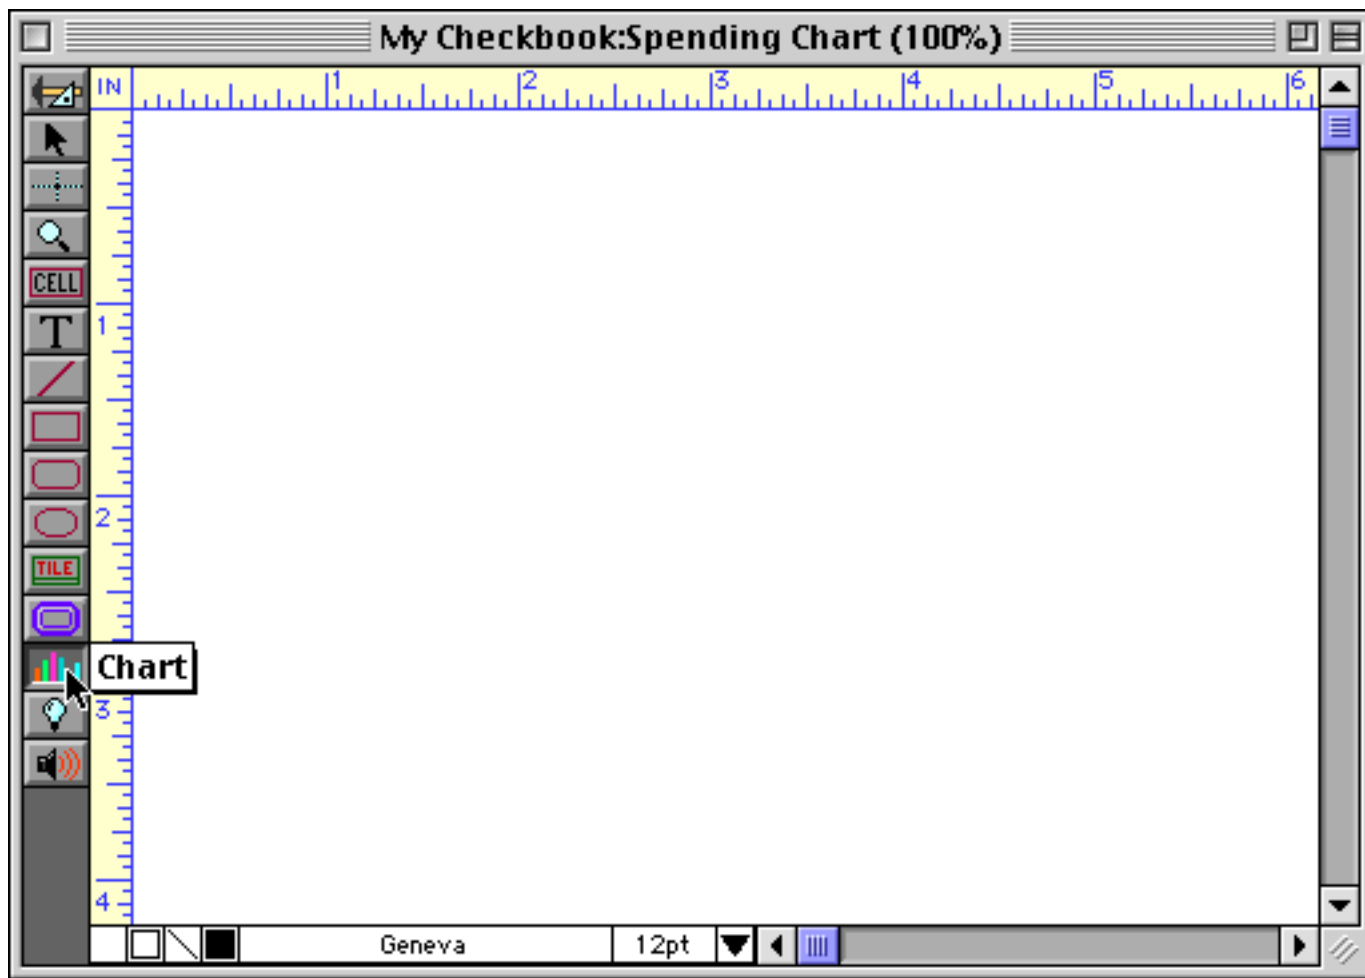 My Checkbook:Spending Chart (100%)
IN 1 2 3 4 5 6
CELL
T
1
2
TILE
Chart
3
4
Geneva 12pt